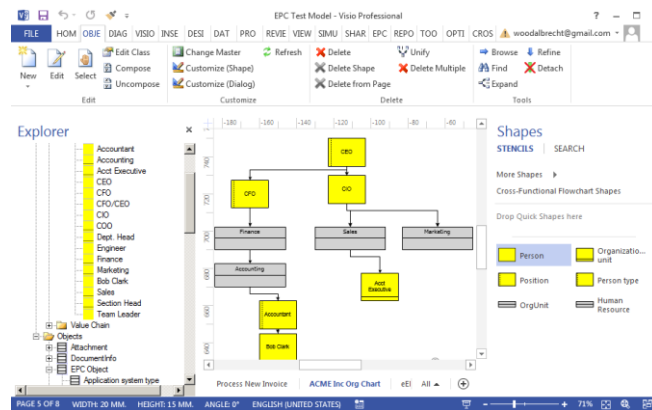 EPC Test Model - Visio Professional
FILE HOM OBJE DIAG VISIO INSE DESI DAT PRO REVIE VIEW SIMU SHAR EPC REPO TOO OPTI CROS woodalbrecht@gmail.com
New Edit Select
Edit Class
Compose
Uncompose
Edit
Change Master
Customize (Shape)
Customize (Dialog)
Refresh
Customize
Delete
Delete Shape
Delete from Page
Unify
Delete Multiple
Delete
Browse Refine
Find Detach
Expand
Tools
Explorer
Accountant
Accounting
Acct Executive
CEO
CFO
CFO/CEO
CIO
COO
Dept. Head
Engineer
Finance
Marketing
Bob Clark
Sales
Section Head
Team Leader
Value Chain
Objects
Attachment
DocumentInfo
EPC Object
Application system type
-180 -160 -140 -120 -100 -80 -60
740
720
700
680
660
640
CEO
CFO
CIO
Finance
Sales
Marketing
Accounting
Acct Executive
Accountant
Bob Clark
Process New Invoice ACME Inc Org Chart eEI All
Shapes
STENCILS SEARCH
More Shapes
Cross-Functional Flowchart Shapes
Drop Quick Shapes here
Person
Organizatio... unit
Position
Person type
OrgUnit
Human Resource
PAGE 5 OF 8 WIDTH: 20 MM. HEIGHT: 15 MM. ANGLE: 0° ENGLISH (UNITED STATES) 71%